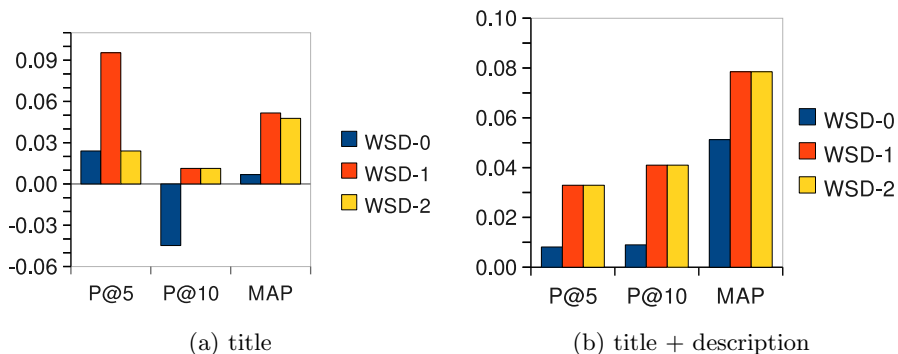 0.09
0.06
0.03
0.00
-0.03
-0.06
P@5 P@10 MAP
WSD-0
WSD-1
WSD-2
(a) title
0.10
0.08
0.06
0.04
0.02
0.00
P@5 P@10 MAP
WSD-0
WSD-1
WSD-2
(b) title + description